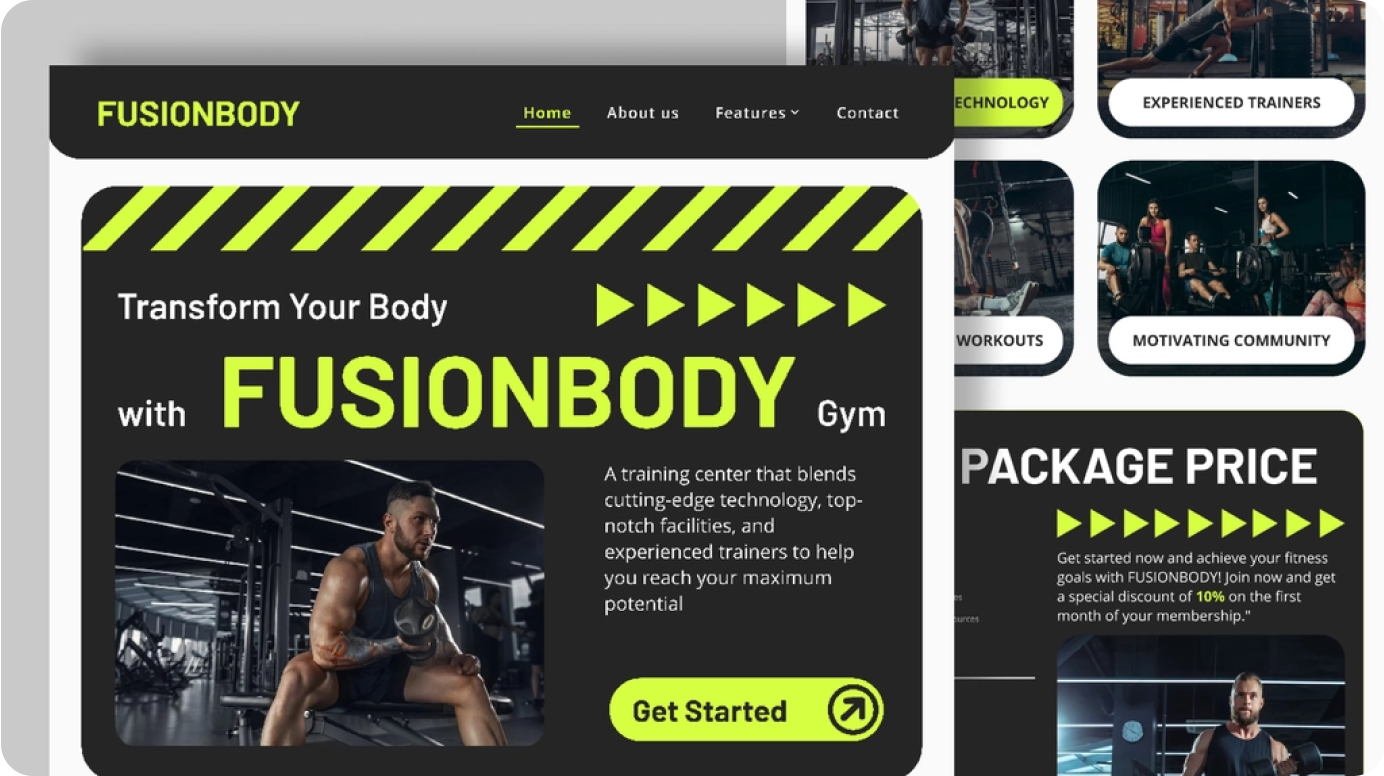 FUSIONBODY
Home
About us
Features
Contact
Transform Your Body
with FUSIONBODY Gym
A training center that blends
cutting-edge technology, top-
notch facilities, and
experienced trainers to help
you reach your maximum
potential
Get Started
ECHNOLOGY
EXPERIENCED TRAINERS
WORKOUTS
MOTIVATING COMMUNITY
PACKAGE PRICE
Get started now and achieve your fitness
goals with FUSIONBODY! Join now and get
a special discount of 10% on the first
month of your membership."
es
ources